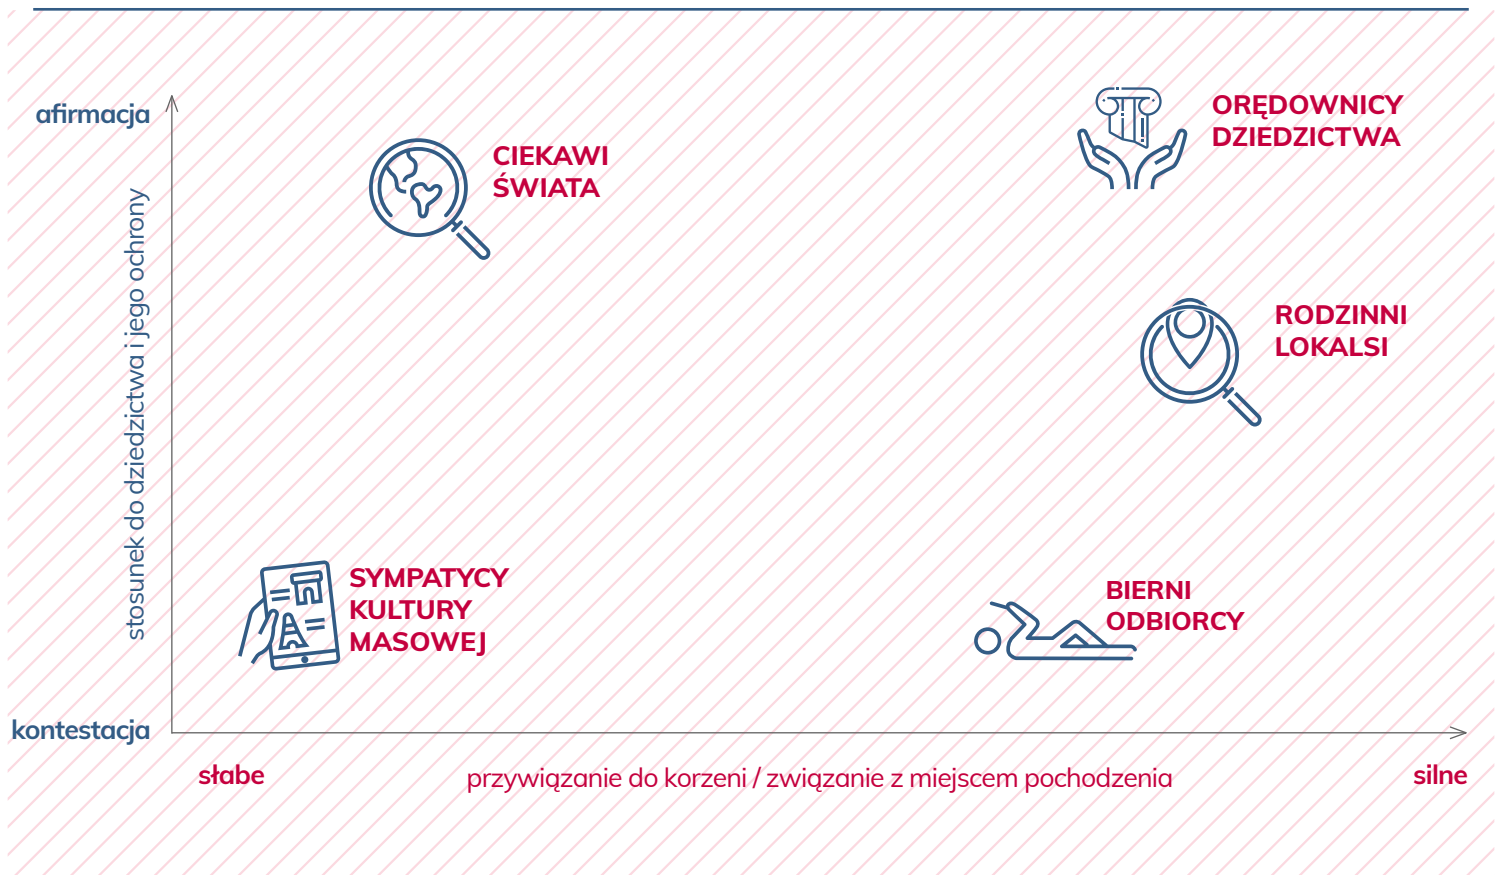 afirmacja
ORĘDOWNICY
DZIEDZICTWA
CIEKAWI
ŚWIATA
stosunek do dziedzictwa i jego ochrony
RODZINNI
LOKALSI
SYMPATYCY
KULTURY
MASOWEJ
BIERNI
ODBIORCY
kontestacja
słabe
przywiązanie do korzeni / związanie z miejscem pochodzenia
silne